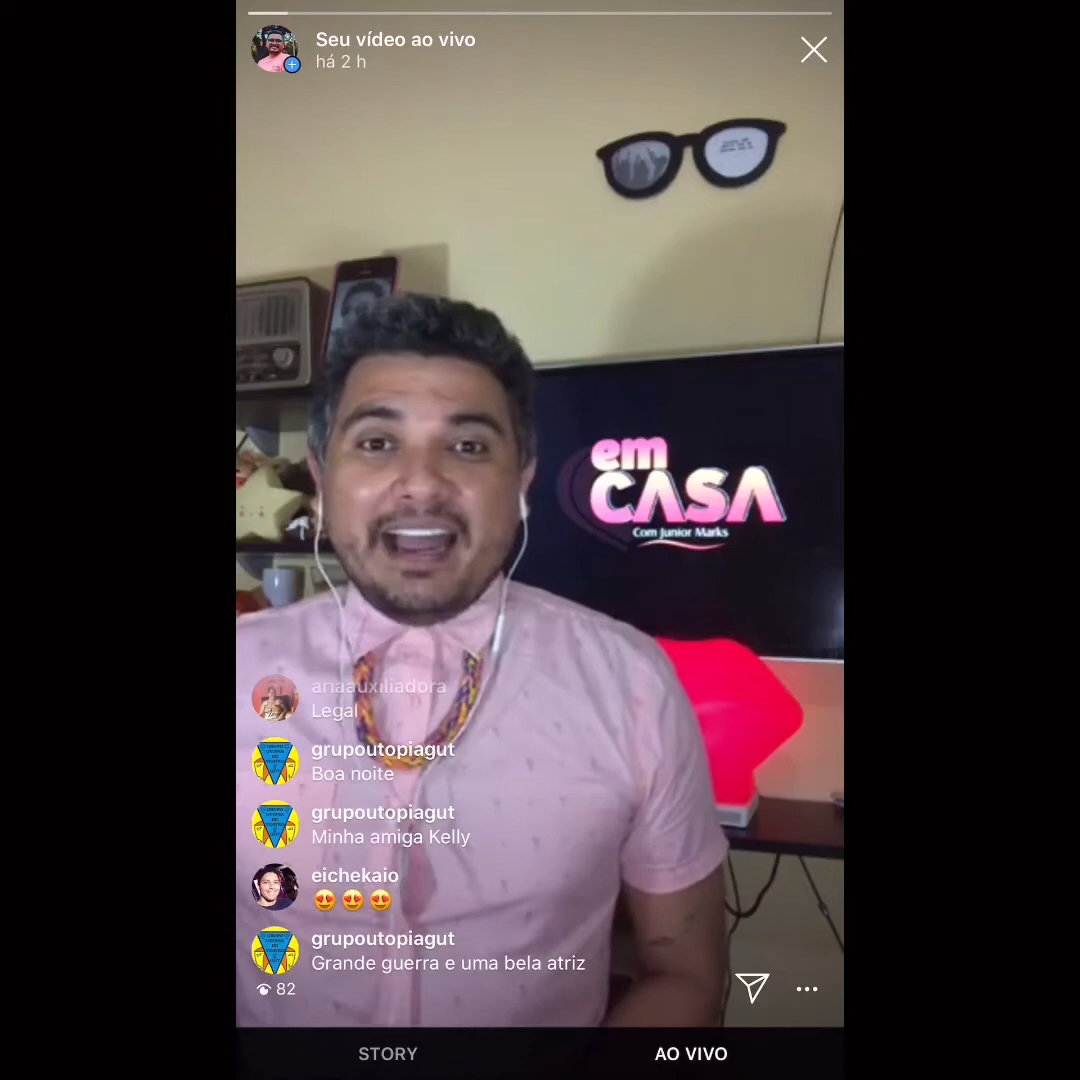 Seu vídeo ao vivo
há 2 h
em
CASA
Com Junior Marks
ariaauxiliadora
Legal
grupoutopiagut
Boa noite
grupoutopiagut
Minha amiga Kelly
eichekaio
😍😍😍
grupoutopiagut
Grande guerra e uma bela atriz
82
STORY
AO VIVO